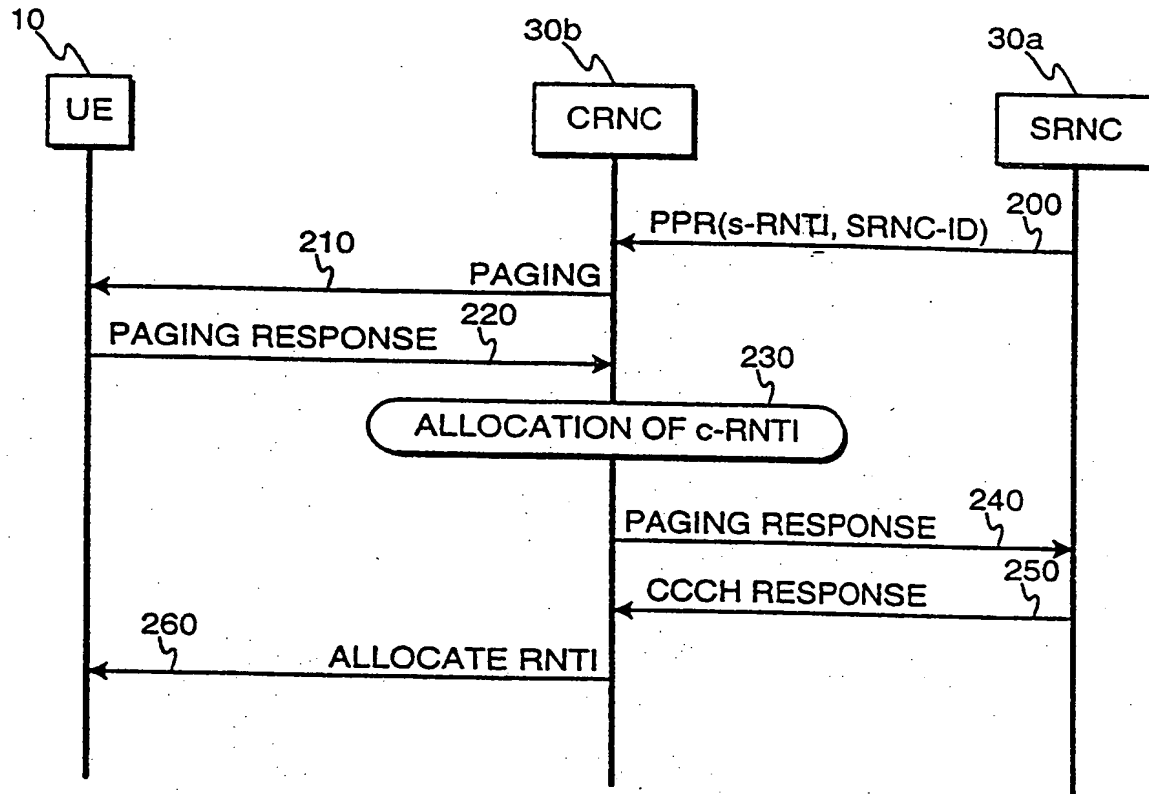 10
30b
30a
UE
CRNC
SRNC
200
PPR(s-RNTI, SRNC-ID)
210
PAGING
220
PAGING RESPONSE
230
ALLOCATION OF c-RNTI
240
PAGING RESPONSE
250
CCCH RESPONSE
260
ALLOCATE RNTI